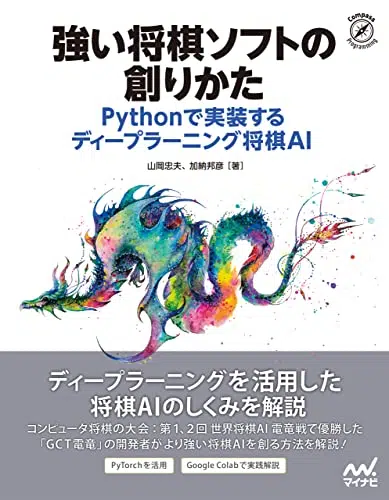 Compass
Programming
強い将棋ソフトの
創りかた
Pythonで実装する
ディープラーニング将棋AI
山岡忠夫、加納邦彦 [著]
ディープラーニングを活用した
将棋AIのしくみを解説
コンピュータ将棋の大会:第1、2回 世界将棋AI 電竜戦で優勝した
「GCT電竜」の開発者がより強い将棋AIを創る方法を解説!
PyTorchを活用
Google Colabで実践解説
マイナビ